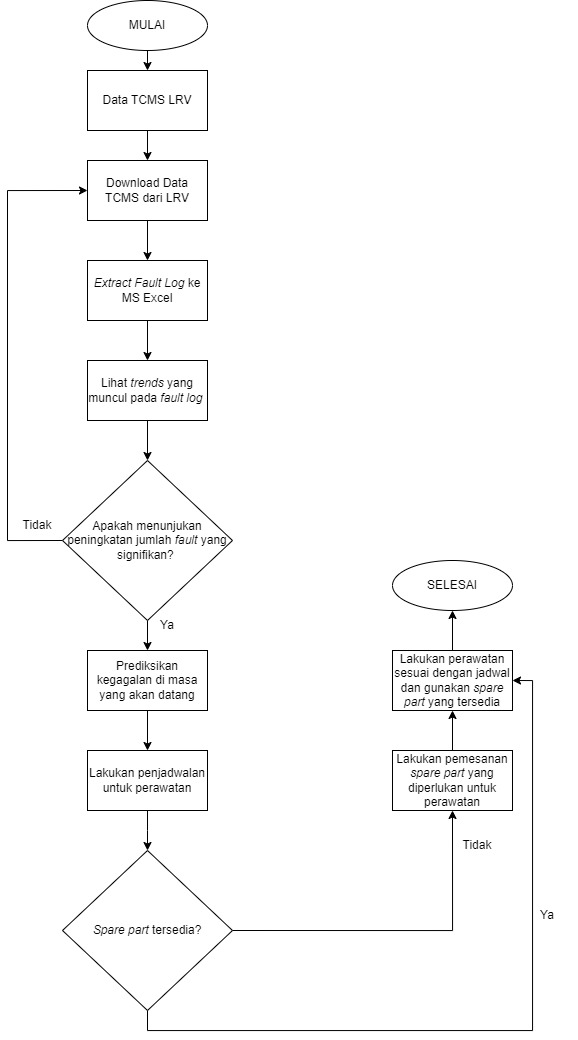 MULAI
Data TCMS LRV
Download Data
TCMS dari LRV
Extract Fault Log ke
MS Excel
Lihat trends yang
muncul pada fault log
Tidak
Apakah menunjukan
peningkatan jumlah fault yang
signifikan?
Ya
Prediksikan
kegagalan di masa
yang akan datang
Lakukan penjadwalan
untuk perawatan
Spare part tersedia?
Tidak
Lakukan pemesanan
spare part yang
diperlukan untuk
perawatan
Ya
Lakukan perawatan
sesuai dengan jadwal
dan gunakan spare
part yang tersedia
SELESAI